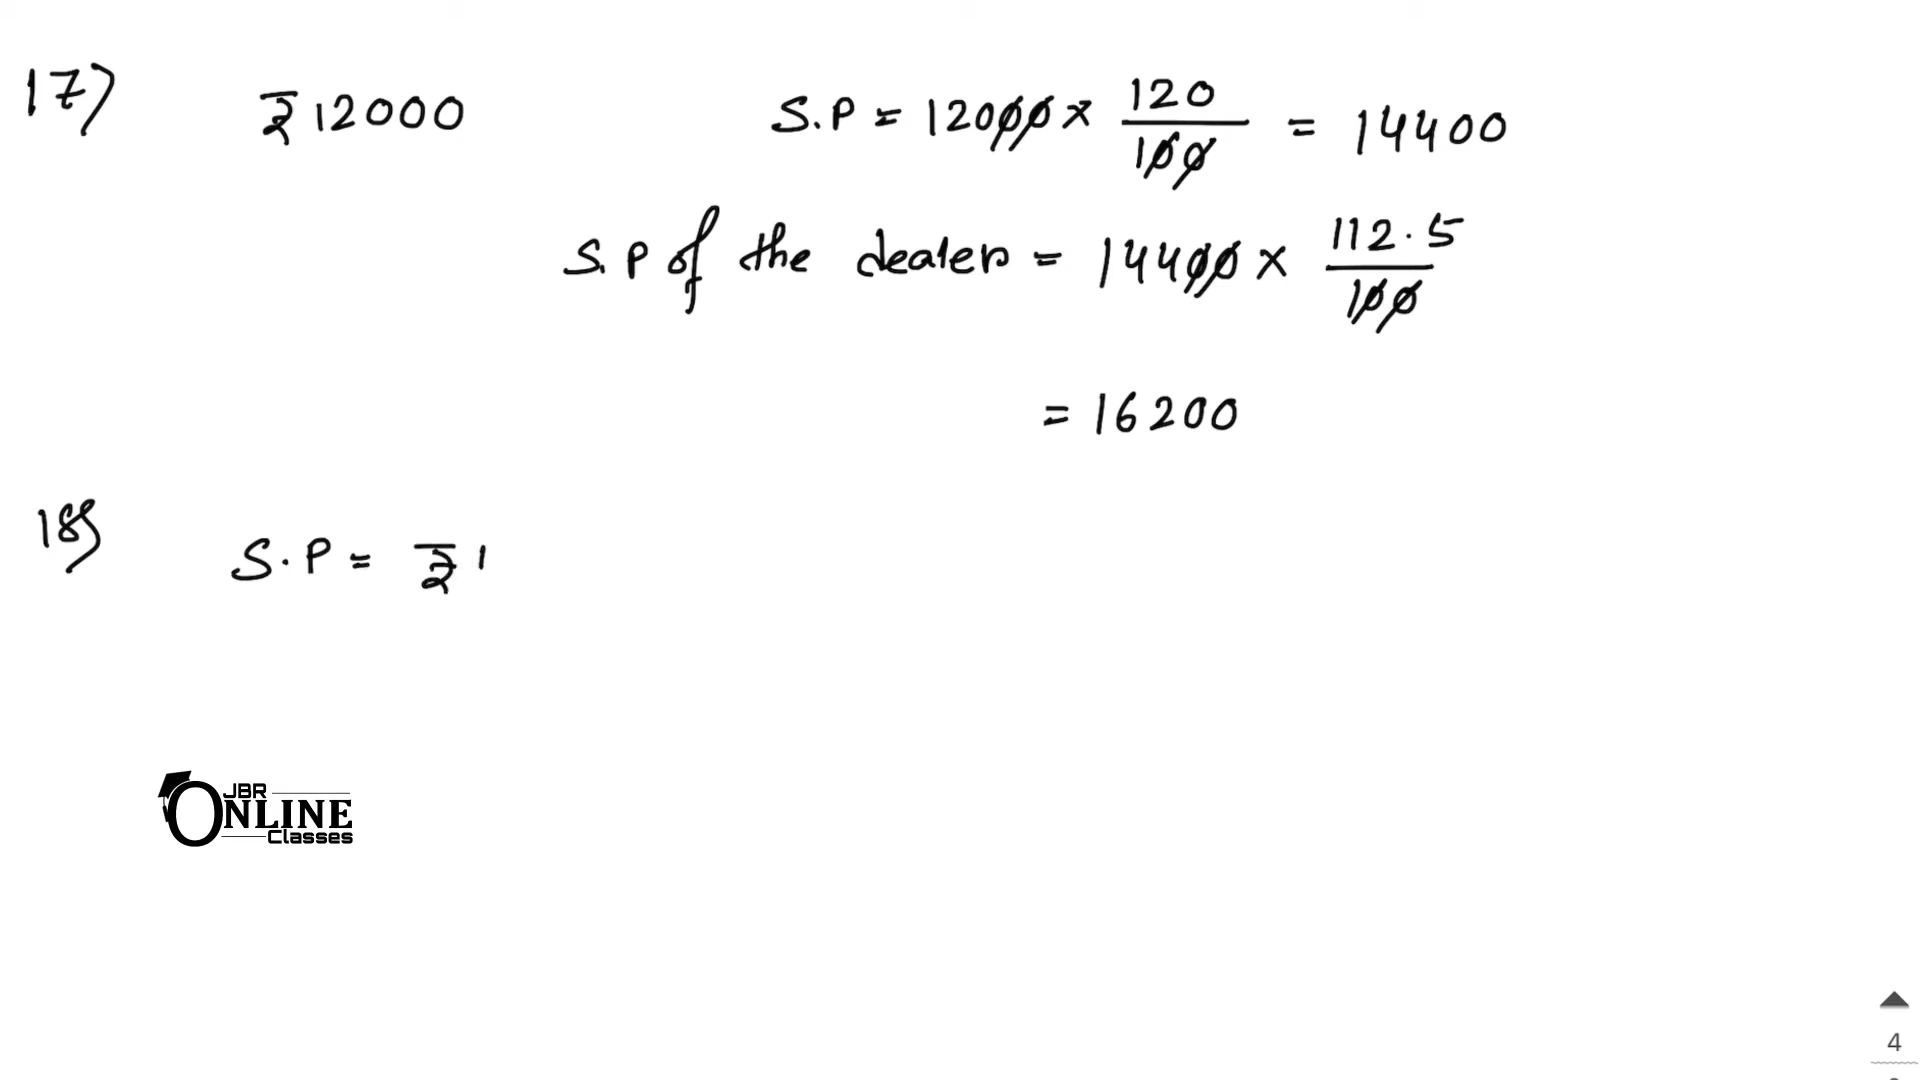 17) ₹12000 S.P = 12000 × 120/100 = 14400
S.P of the dealer = 14400 × 112.5/100
= 16200
18) S.P = ₹1
JBR
ONLINE
Classes
4